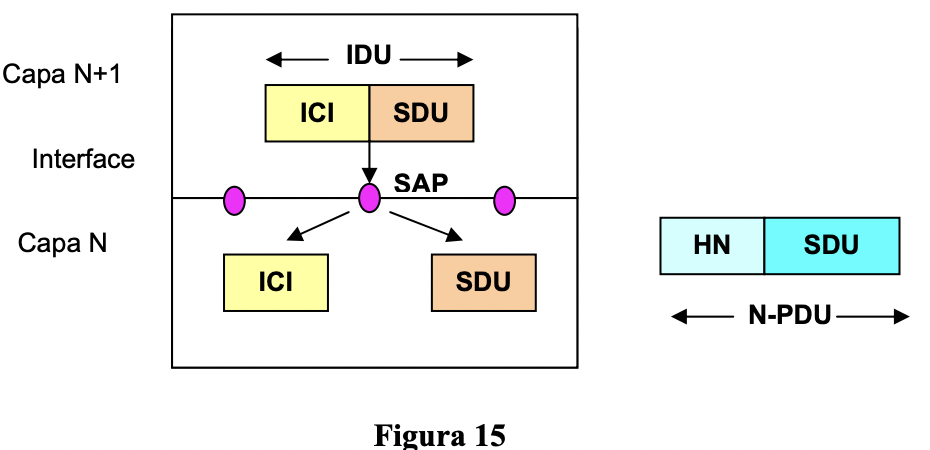 IDU
Capa N+1
ICI SDU
Interface
SAP
Capa N
HN SDU
ICI SDU
N-PDU
Figura 15